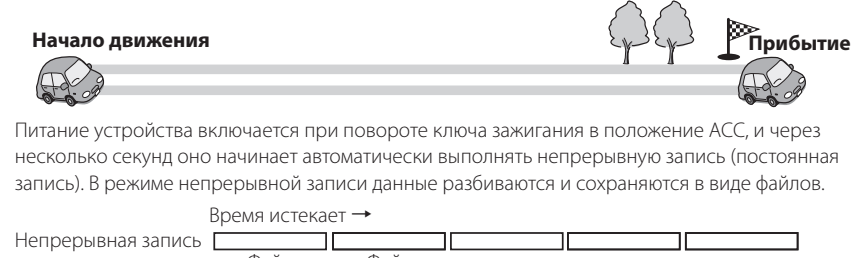 Начало движения
Прибытие
Питание устройства включается при повороте ключа зажигания в положение ACC, и через
несколько секунд оно начинает автоматически выполнять непрерывную запись (постоянная
запись). В режиме непрерывной записи данные разбиваются и сохраняются в виде файлов.
Время истекает →
Непрерывная запись